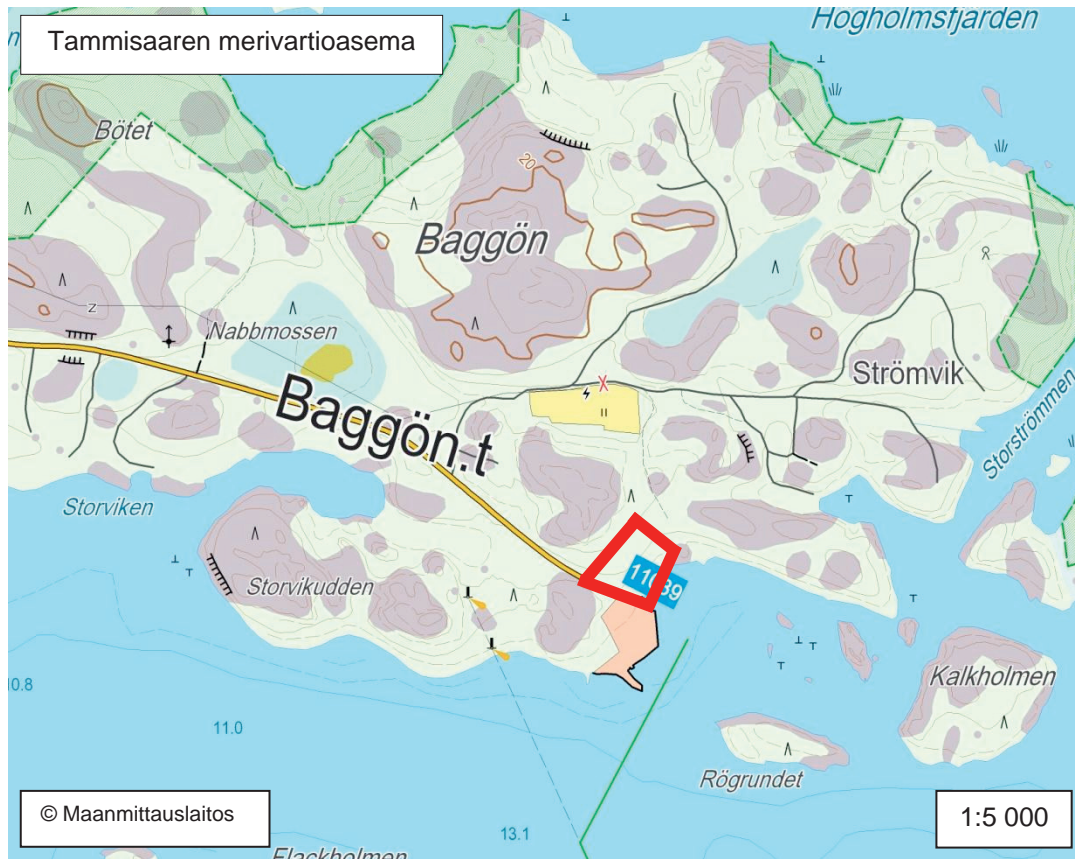 Tammisaaren merivartioasema
Hogholmsfjärden
Bötet
20
Baggön
Z
Nabbmossen
Strömvik
Baggön.t
Storströmmen
Storviken
Storvikudden
Kalkholmen
10.8
11.0
Rögrundet
© Maanmittauslaitos
13.1
1:5 000
Flackholmen